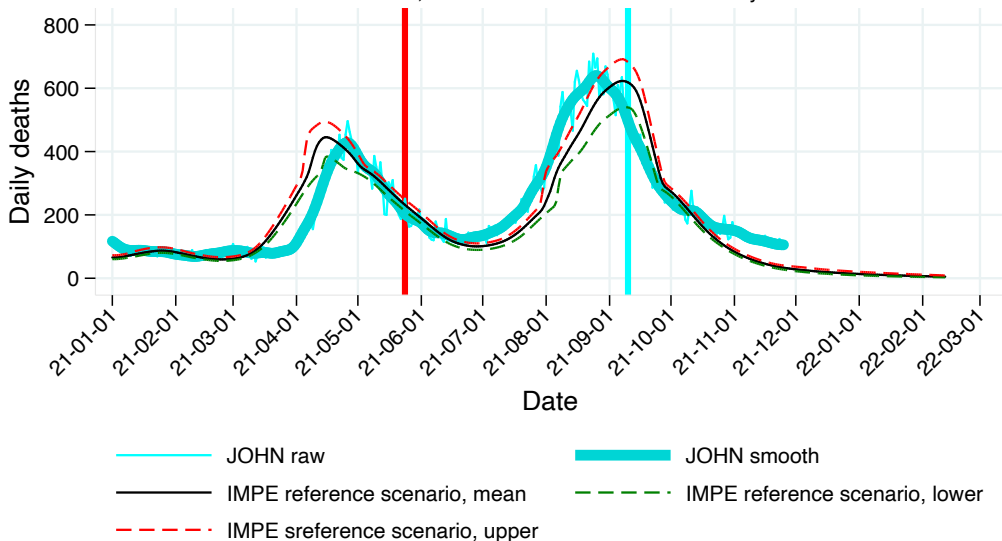 800
600
400
200
0
Daily deaths
21-01-01
21-02-01
21-03-01
21-04-01
21-05-01
21-06-01
21-07-01
21-08-01
21-09-01
21-10-01
21-11-01
21-12-01
22-01-01
22-02-01
22-03-01
Date
JOHN raw
JOHN smooth
IMPE reference scenario, mean
IMPE reference scenario, lower
IMPE sreference scenario, upper